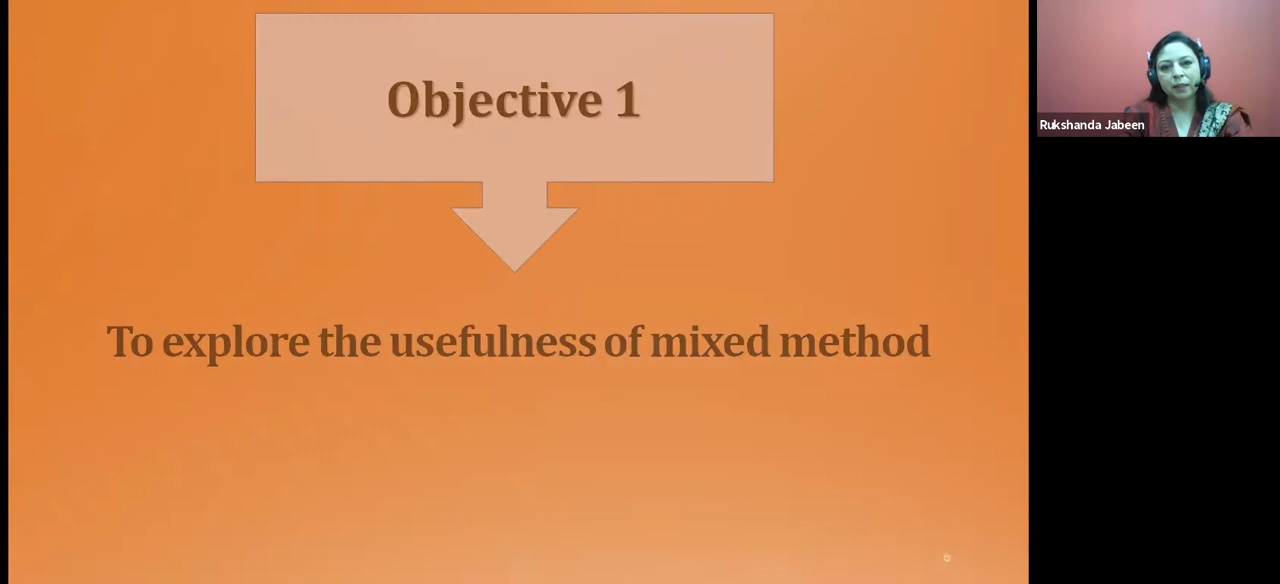 Objective 1
Rukshanda Jabeen
To explore the usefulness of mixed method